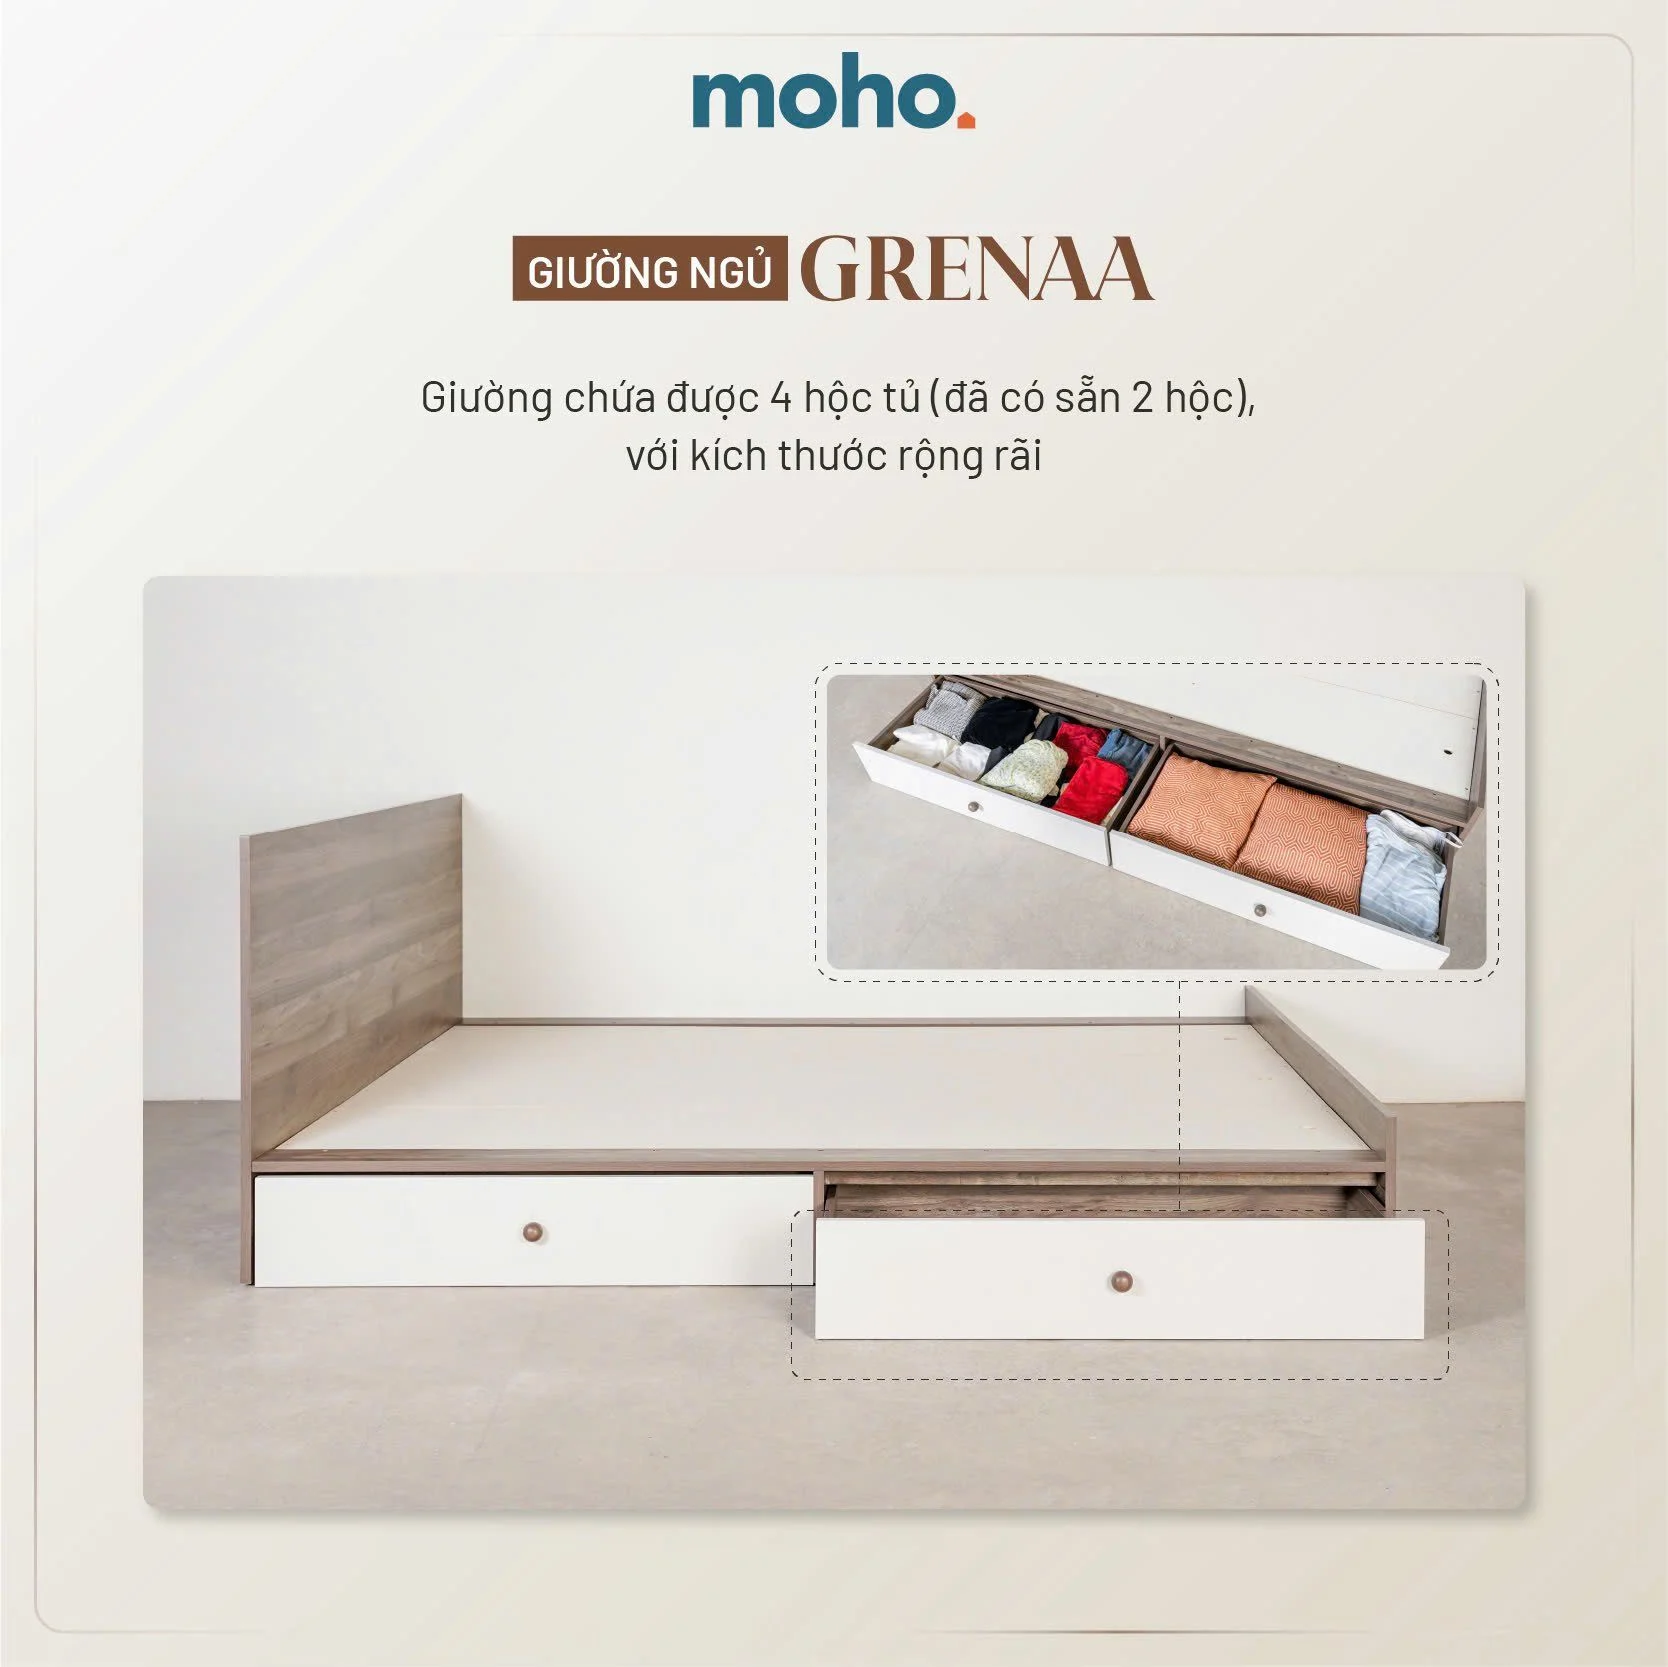 moho.
GIƯỜNG NGỦ GRENAA
Giường chứa được 4 hộc tủ (đã có sẵn 2 hộc),
với kích thước rộng rãi